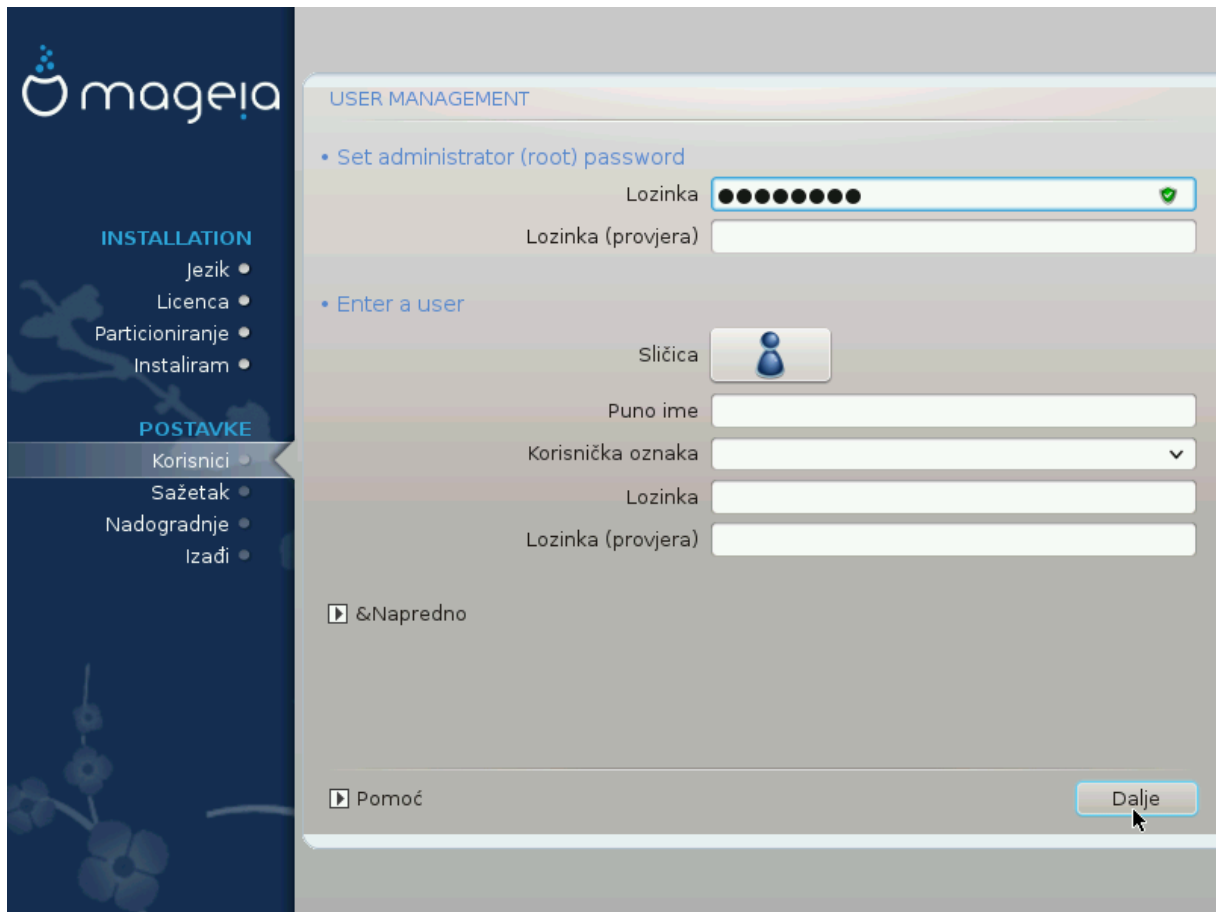 mageia
INSTALLATION
Jezik
Licenca
Particioniranje
Instaliram
POSTAVKE
Korisnici
Sažetak
Nadogradnje
Izađi
USER MANAGEMENT
• Set administrator (root) password
Lozinka ●●●●●●●●
Lozinka (provjera)
• Enter a user
Sličica
Puno ime
Korisnička oznaka
Lozinka
Lozinka (provjera)
&Napredno
Pomoć
Dalje